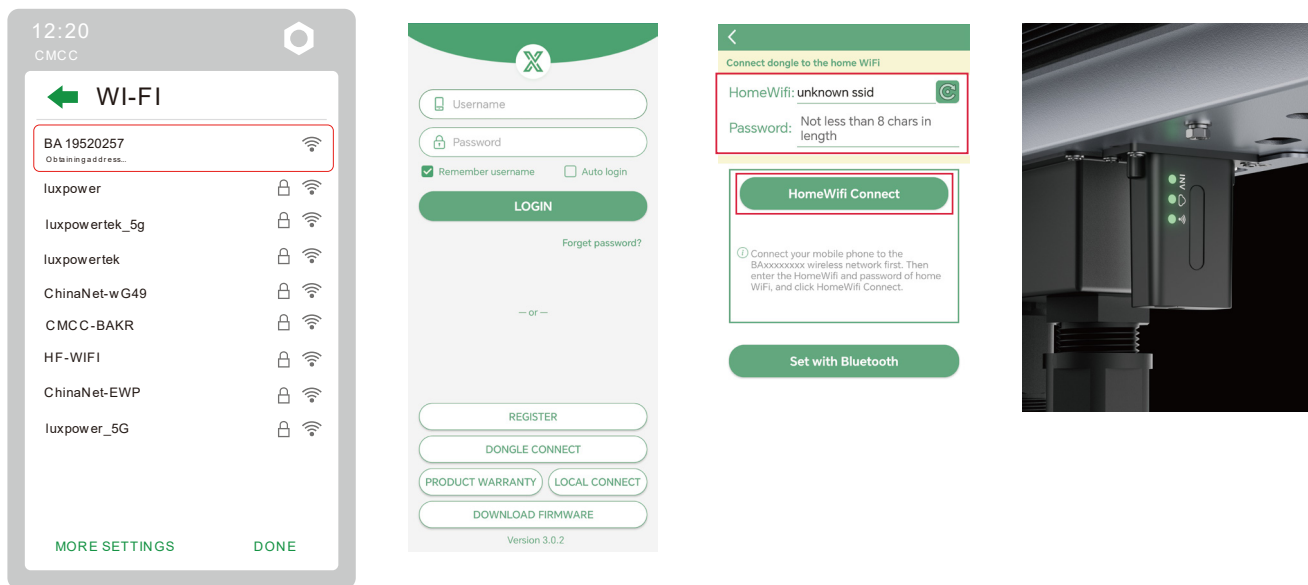 12:20
CMCC
WI-FI
BA 19520257
Obtaining address...
luxpower
luxpowertek_5g
luxpowertek
ChinaNet-wG49
CMCC-BAKR
HF-WIFI
ChinaNet-EWP
luxpower_5G
MORE SETTINGS
DONE
X
Username
Password
Remember username
Auto login
LOGIN
Forget password?
— or —
REGISTER
DONGLE CONNECT
PRODUCT WARRANTY
LOCAL CONNECT
DOWNLOAD FIRMWARE
Version 3.0.2
Connect dongle to the home WiFi
HomeWifi: unknown ssid
Password: Not less than 8 chars in
length
HomeWifi Connect
Connect your mobile phone to the
BAxxxxxxxx wireless network first. Then
enter the HomeWifi and password of home
WiFi, and click HomeWifi Connect.
Set with Bluetooth
INV